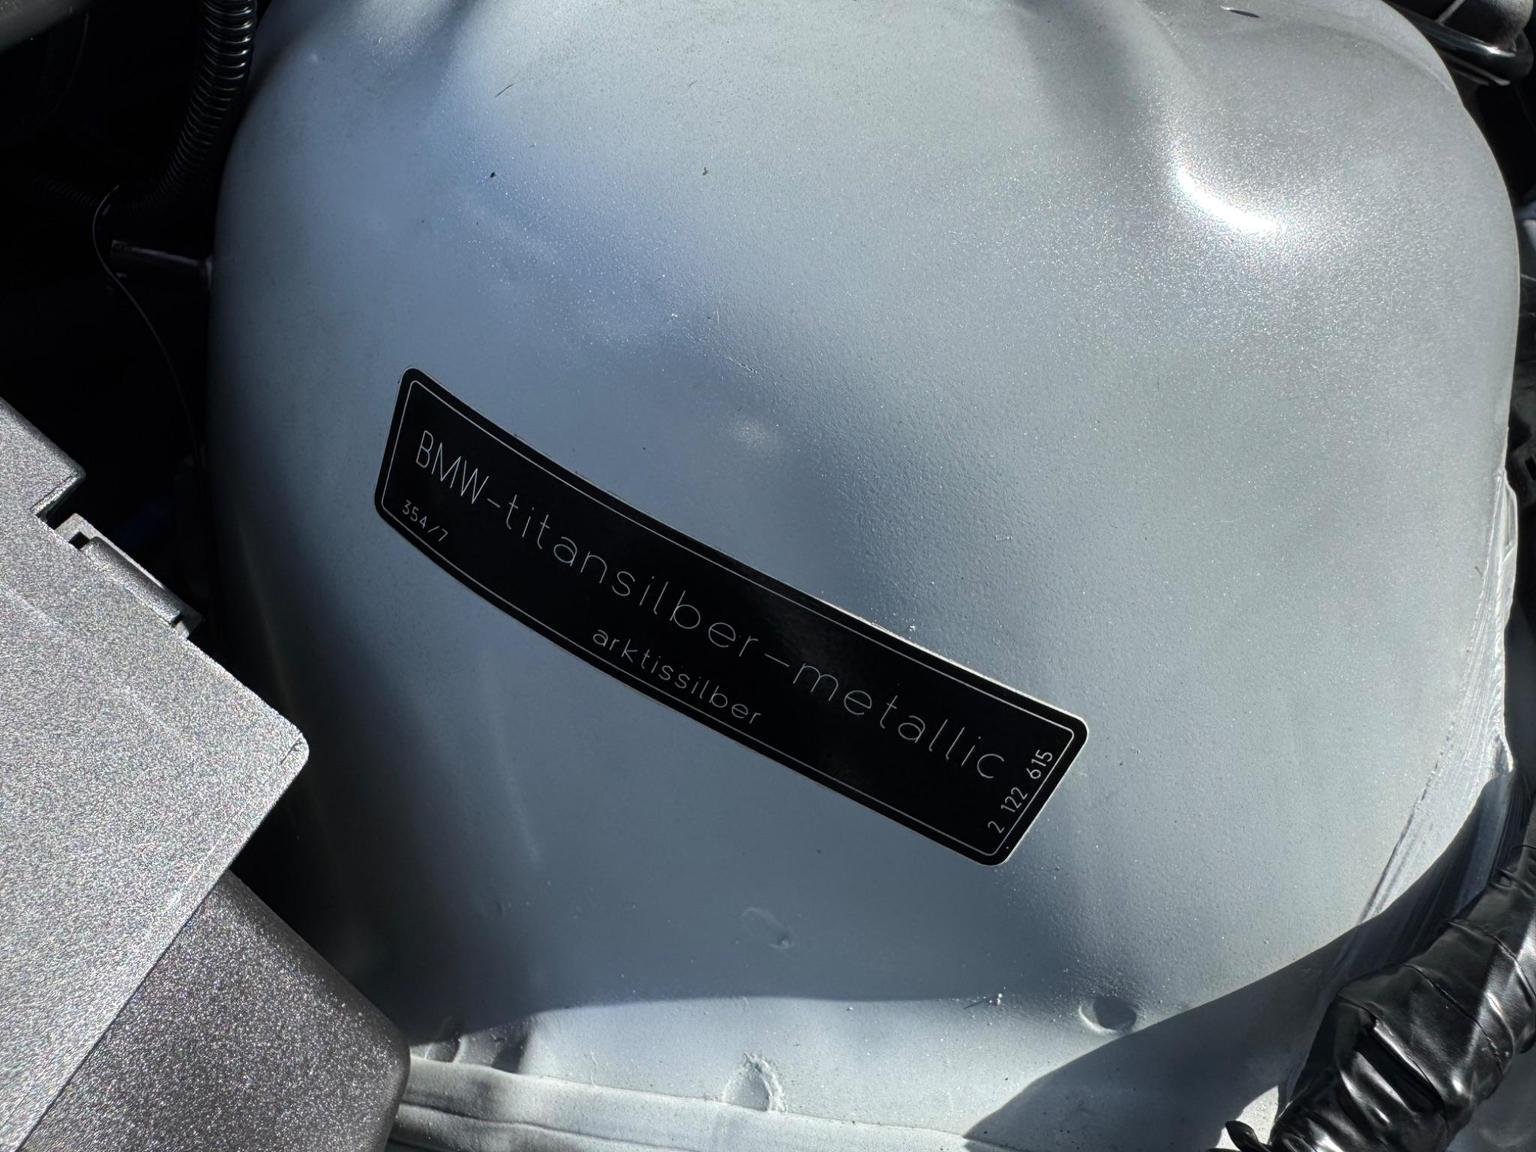 BMW-titansilber-metallic
354/7
arktissilber
2 122 615